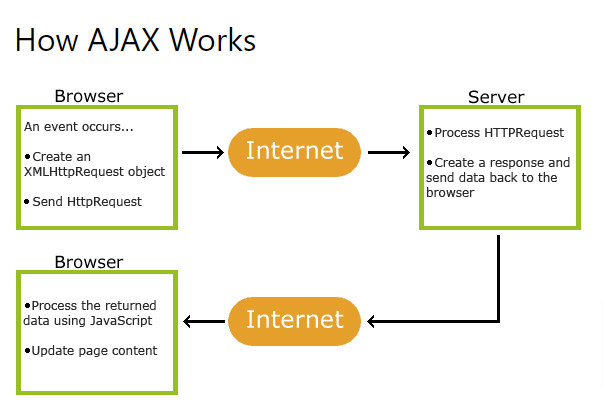 How AJAX Works
Browser
An event occurs...
•Create an
XMLHttpRequest object
• Send HttpRequest
Internet
Server
•Process HTTPRequest
•Create a response and
send data back to the
browser
Browser
•Process the returned
data using JavaScript
•Update page content
Internet